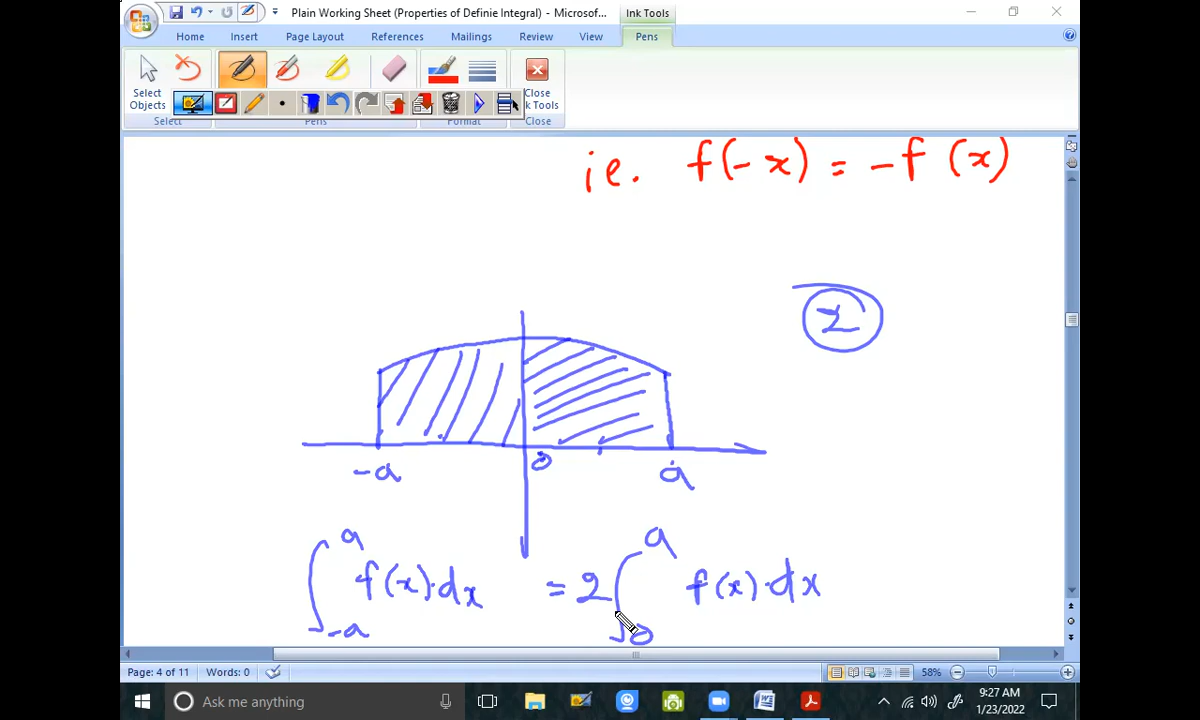 Plain Working Sheet (Properties of Definie Integral) - Microsof...
Ink Tools
Home Insert Page Layout References Mailings Review View Pens
Select Objects
Close Ink Tools
Select Pens Format Close
ie. f(-x) = -f (x)
-a 0 a
∫_{-a}^{a} f(x)·dx = 2 ∫_{0}^{a} f(x)·dx
Page: 4 of 11 Words: 0 58%
Ask me anything
9:27 AM
1/23/2022